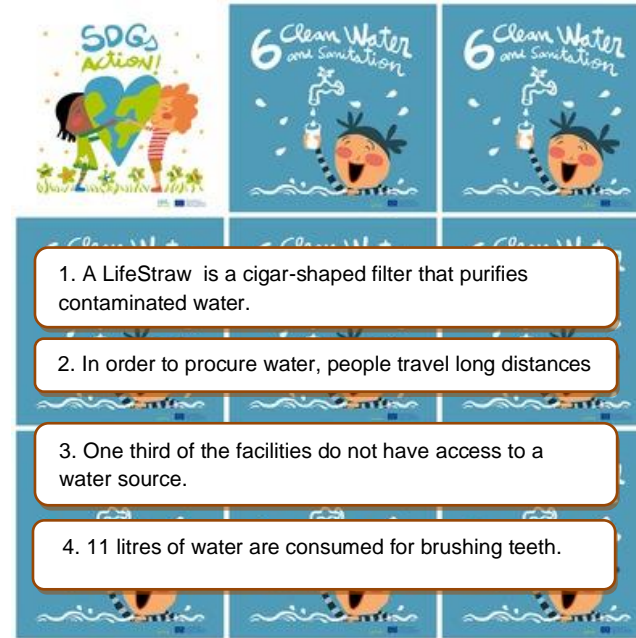 SDGs
Action!
6 Clean Water
and Sanitation
6 Clean Water
and Sanitation
1. A LifeStraw is a cigar-shaped filter that purifies
contaminated water.
2. In order to procure water, people travel long distances
3. One third of the facilities do not have access to a
water source.
4. 11 litres of water are consumed for brushing teeth.